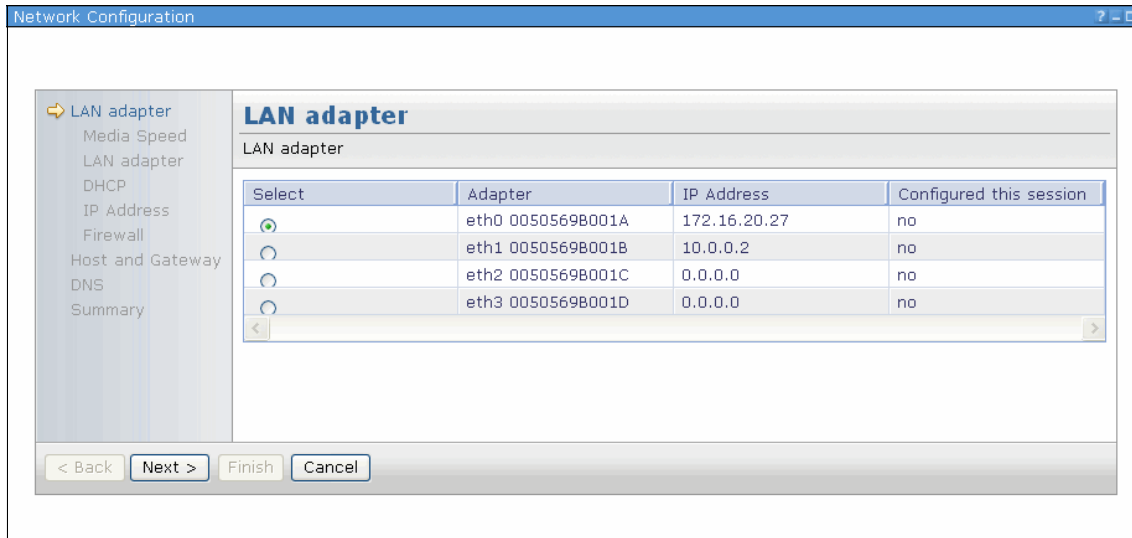 Network Configuration
LAN adapter
Media Speed
LAN adapter
DHCP
IP Address
Firewall
Host and Gateway
DNS
Summary
LAN adapter
LAN adapter
Select Adapter IP Address Configured this session
eth0 0050569B001A 172.16.20.27 no
eth1 0050569B001B 10.0.0.2 no
eth2 0050569B001C 0.0.0.0 no
eth3 0050569B001D 0.0.0.0 no
< Back Next > Finish Cancel